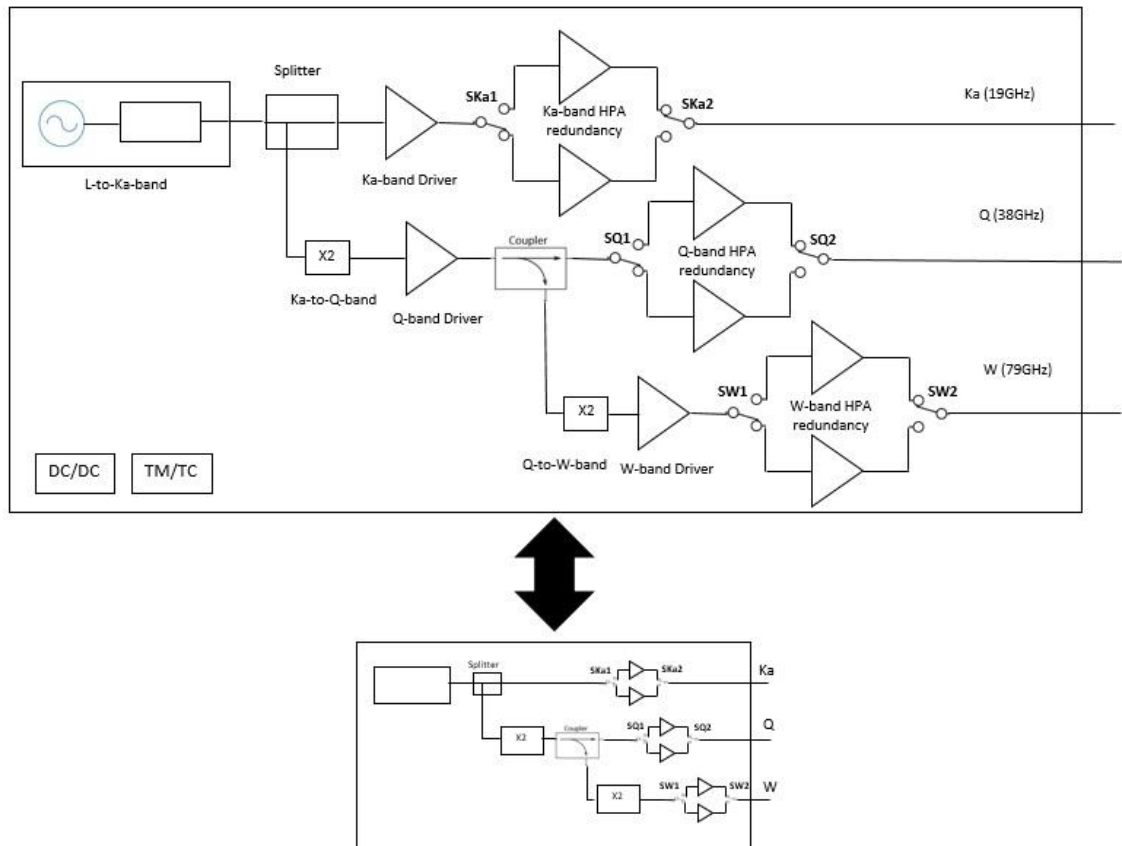 Splitter
L-to-Ka-band
Ka-band Driver
SKa1
Ka-band HPA
redundancy
SKa2
Ka (19GHz)
X2
Ka-to-Q-band
Q-band Driver
Coupler
SQ1
Q-band HPA
redundancy
SQ2
Q (38GHz)
X2
Q-to-W-band
W-band Driver
SW1
W-band HPA
redundancy
SW2
W (79GHz)
DC/DC
TM/TC
Splitter
SKa1
SKa2
Ka
X2
Coupler
SQ1
SQ2
Q
X2
SW1
SW2
W